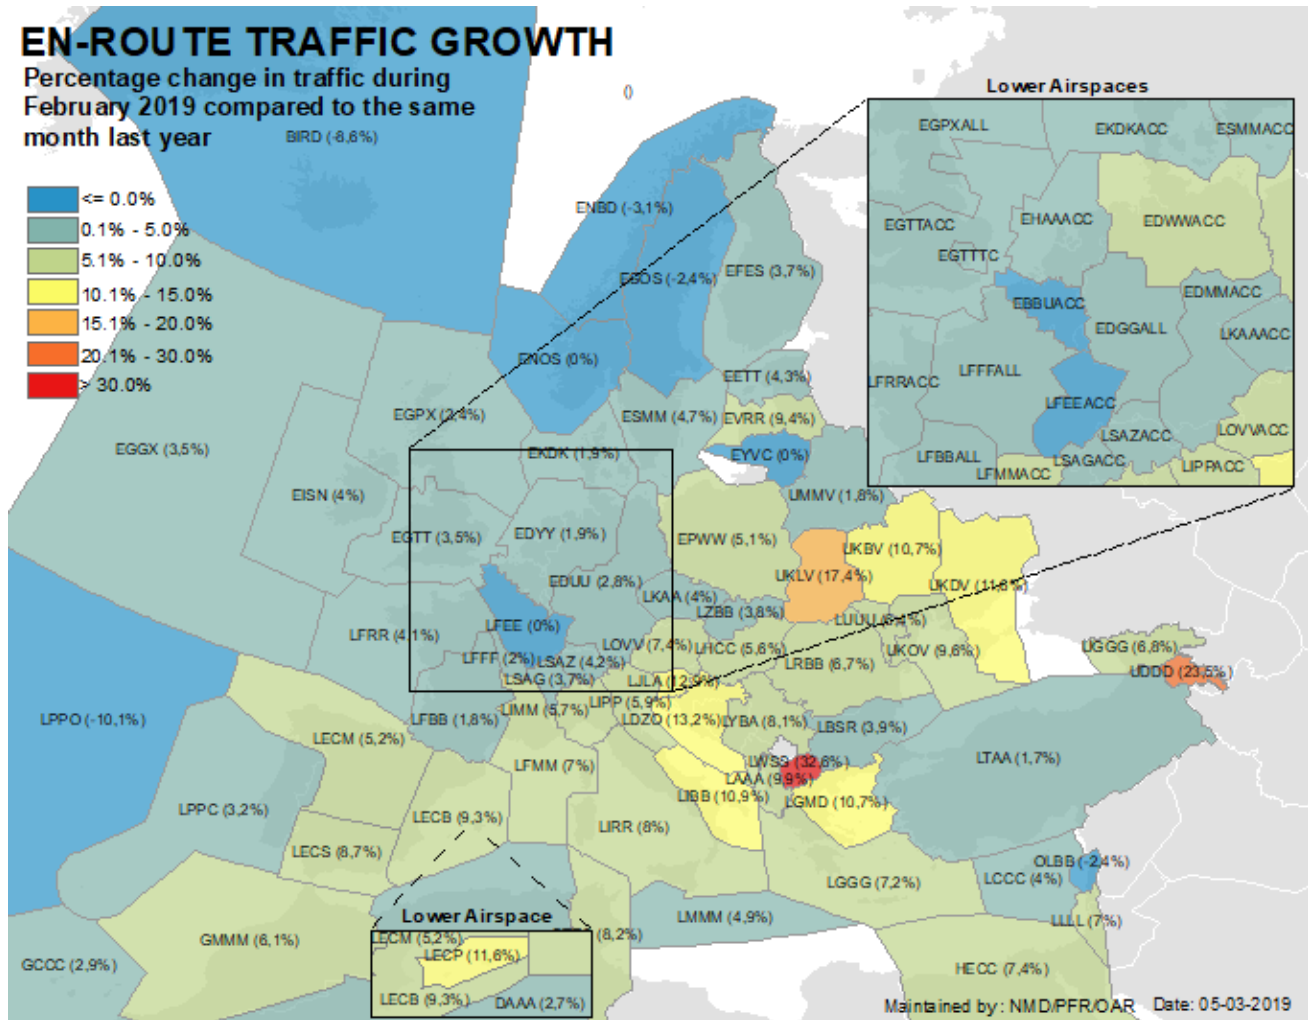 EN-ROUTE TRAFFIC GROWTH
Percentage change in traffic during
February 2019 compared to the same
month last year
<= 0.0%
0.1% - 5.0%
5.1% - 10.0%
10.1% - 15.0%
15.1% - 20.0%
20.1% - 30.0%
> 30.0%
()
BIRD (-8,6%)
ENBD (-3,1%)
ESOS (-2,4%)
EFES (3,7%)
ENOS (0%)
EETT (4,3%)
EGPX (2,4%)
ESMM (4,7%)
EVRR (9,4%)
EGGX (3,5%)
EKDK (1,9%)
EYVC (0%)
EISN (4%)
UMMV (1,8%)
EGTT (3,5%)
EDYY (1,9%)
EPWW (5,1%)
UKBV (10,7%)
EDUU (2,8%)
UKLV (17,4%)
UKDV (11,8%)
LKAA (4%)
LZBB (3,8%)
LFEE (0%)
LUUU
LFRR (4,1%)
LOVV (7,4%)
LHCC (5,6%)
UKOV (9,6%)
UGGG (6,8%)
LFFF (2%)
LSAZ (4,2%)
LRBB (6,7%)
UDDD (23,5%)
LSAG (3,7%)
LJLA (12,9%)
LIPP (5,9%)
LPPO (-10,1%)
LFBB (1,8%)
LIMM (5,7%)
LDZO (13,2%)
LYBA (8,1%)
LBSR (3,9%)
LECM (5,2%)
LTAA (1,7%)
LFMM (7%)
LWSS (32,6%)
LAAA (9,9%)
LPPC (3,2%)
LECB (9,3%)
LIBB (10,9%)
LGMD (10,7%)
LIRR (8%)
LECS (8,7%)
OLBB (-2,4%)
LGGG (7,2%)
LCCC (4%)
LMMM (4,9%)
LLLL (7%)
(8,2%)
GMMM (6,1%)
GCCC (2,9%)
HECC (7,4%)
Lower Airspace
LECM (5,2%)
LECP (11,6%)
LECB (9,3%)
DAAA (2,7%)
Lower Airspaces
EGPXALL
EKDKACC
ESMMACC
EGTTACC
EHAAACC
EDWWACC
EGTTTC
EBBUACC
EDMMACC
EDGGALL
LKAAACC
LFRRACC
LFFFALL
LFEEACC
LSAZACC
LOVVACC
LFBBALL
LSAGACC
LIPPACC
LFMMACC
Maintained by: NMD/PFR/OAR Date: 05-03-2019